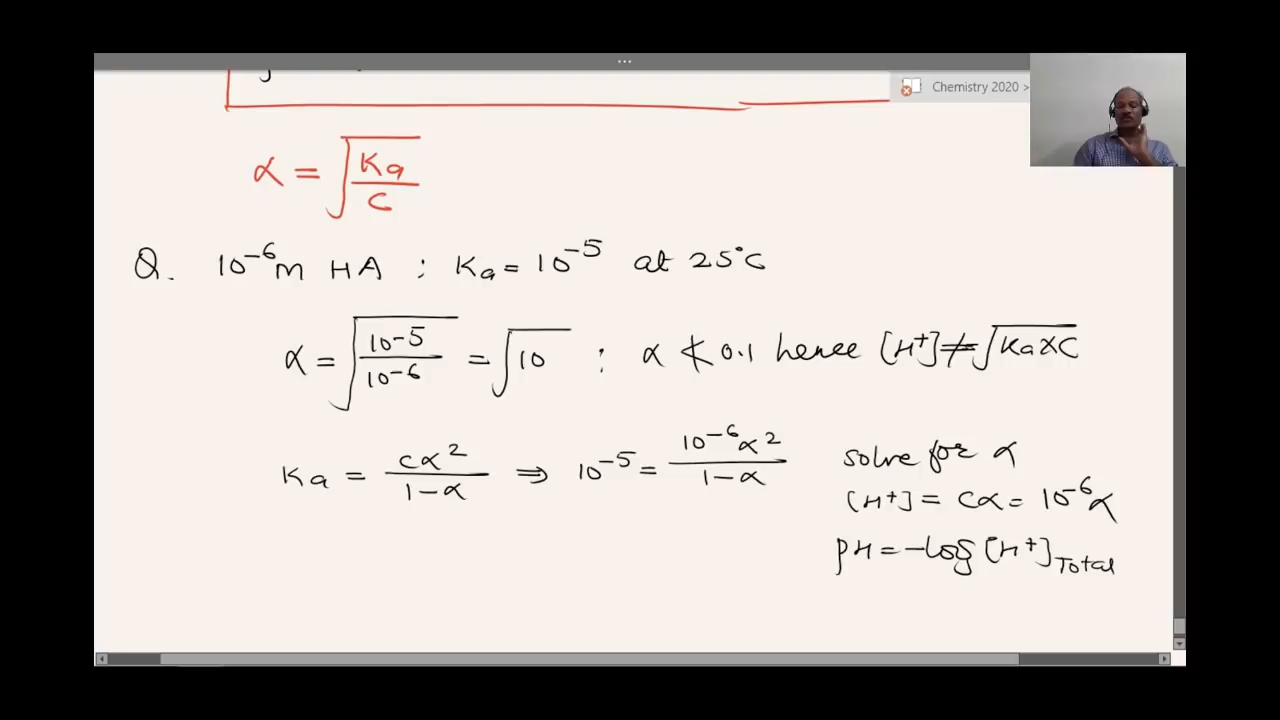 ...
Chemistry 2020 >
α = √(Ka/C)
Q. 10⁻⁶M HA : Ka = 10⁻⁵ at 25°C
α = √(10⁻⁵/10⁻⁶) = √10 : α ≮ 0.1 hence [H⁺] ≠ √(Ka×C)
Ka = Cα²/(1-α) ⇒ 10⁻⁵ = 10⁻⁶α²/(1-α)
solve for α
[H⁺] = Cα = 10⁻⁶α
pH = -log [H⁺]Total